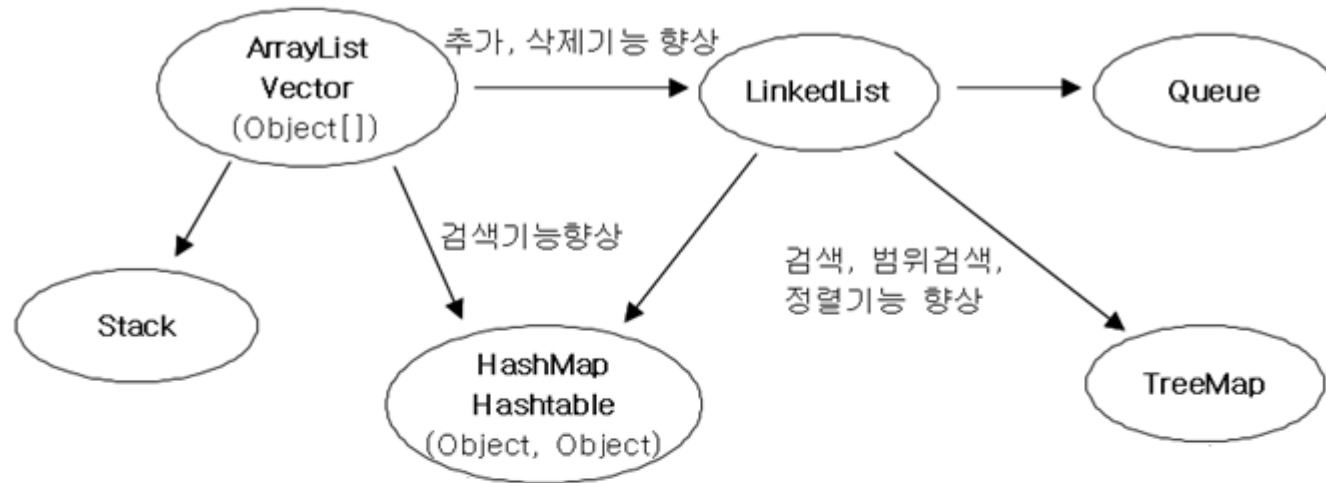 ArrayList
Vector
(Object[])
추가, 삭제기능 향상
LinkedList
Queue
검색기능향상
검색, 범위검색,
정렬기능 향상
Stack
HashMap
Hashtable
(Object, Object)
TreeMap